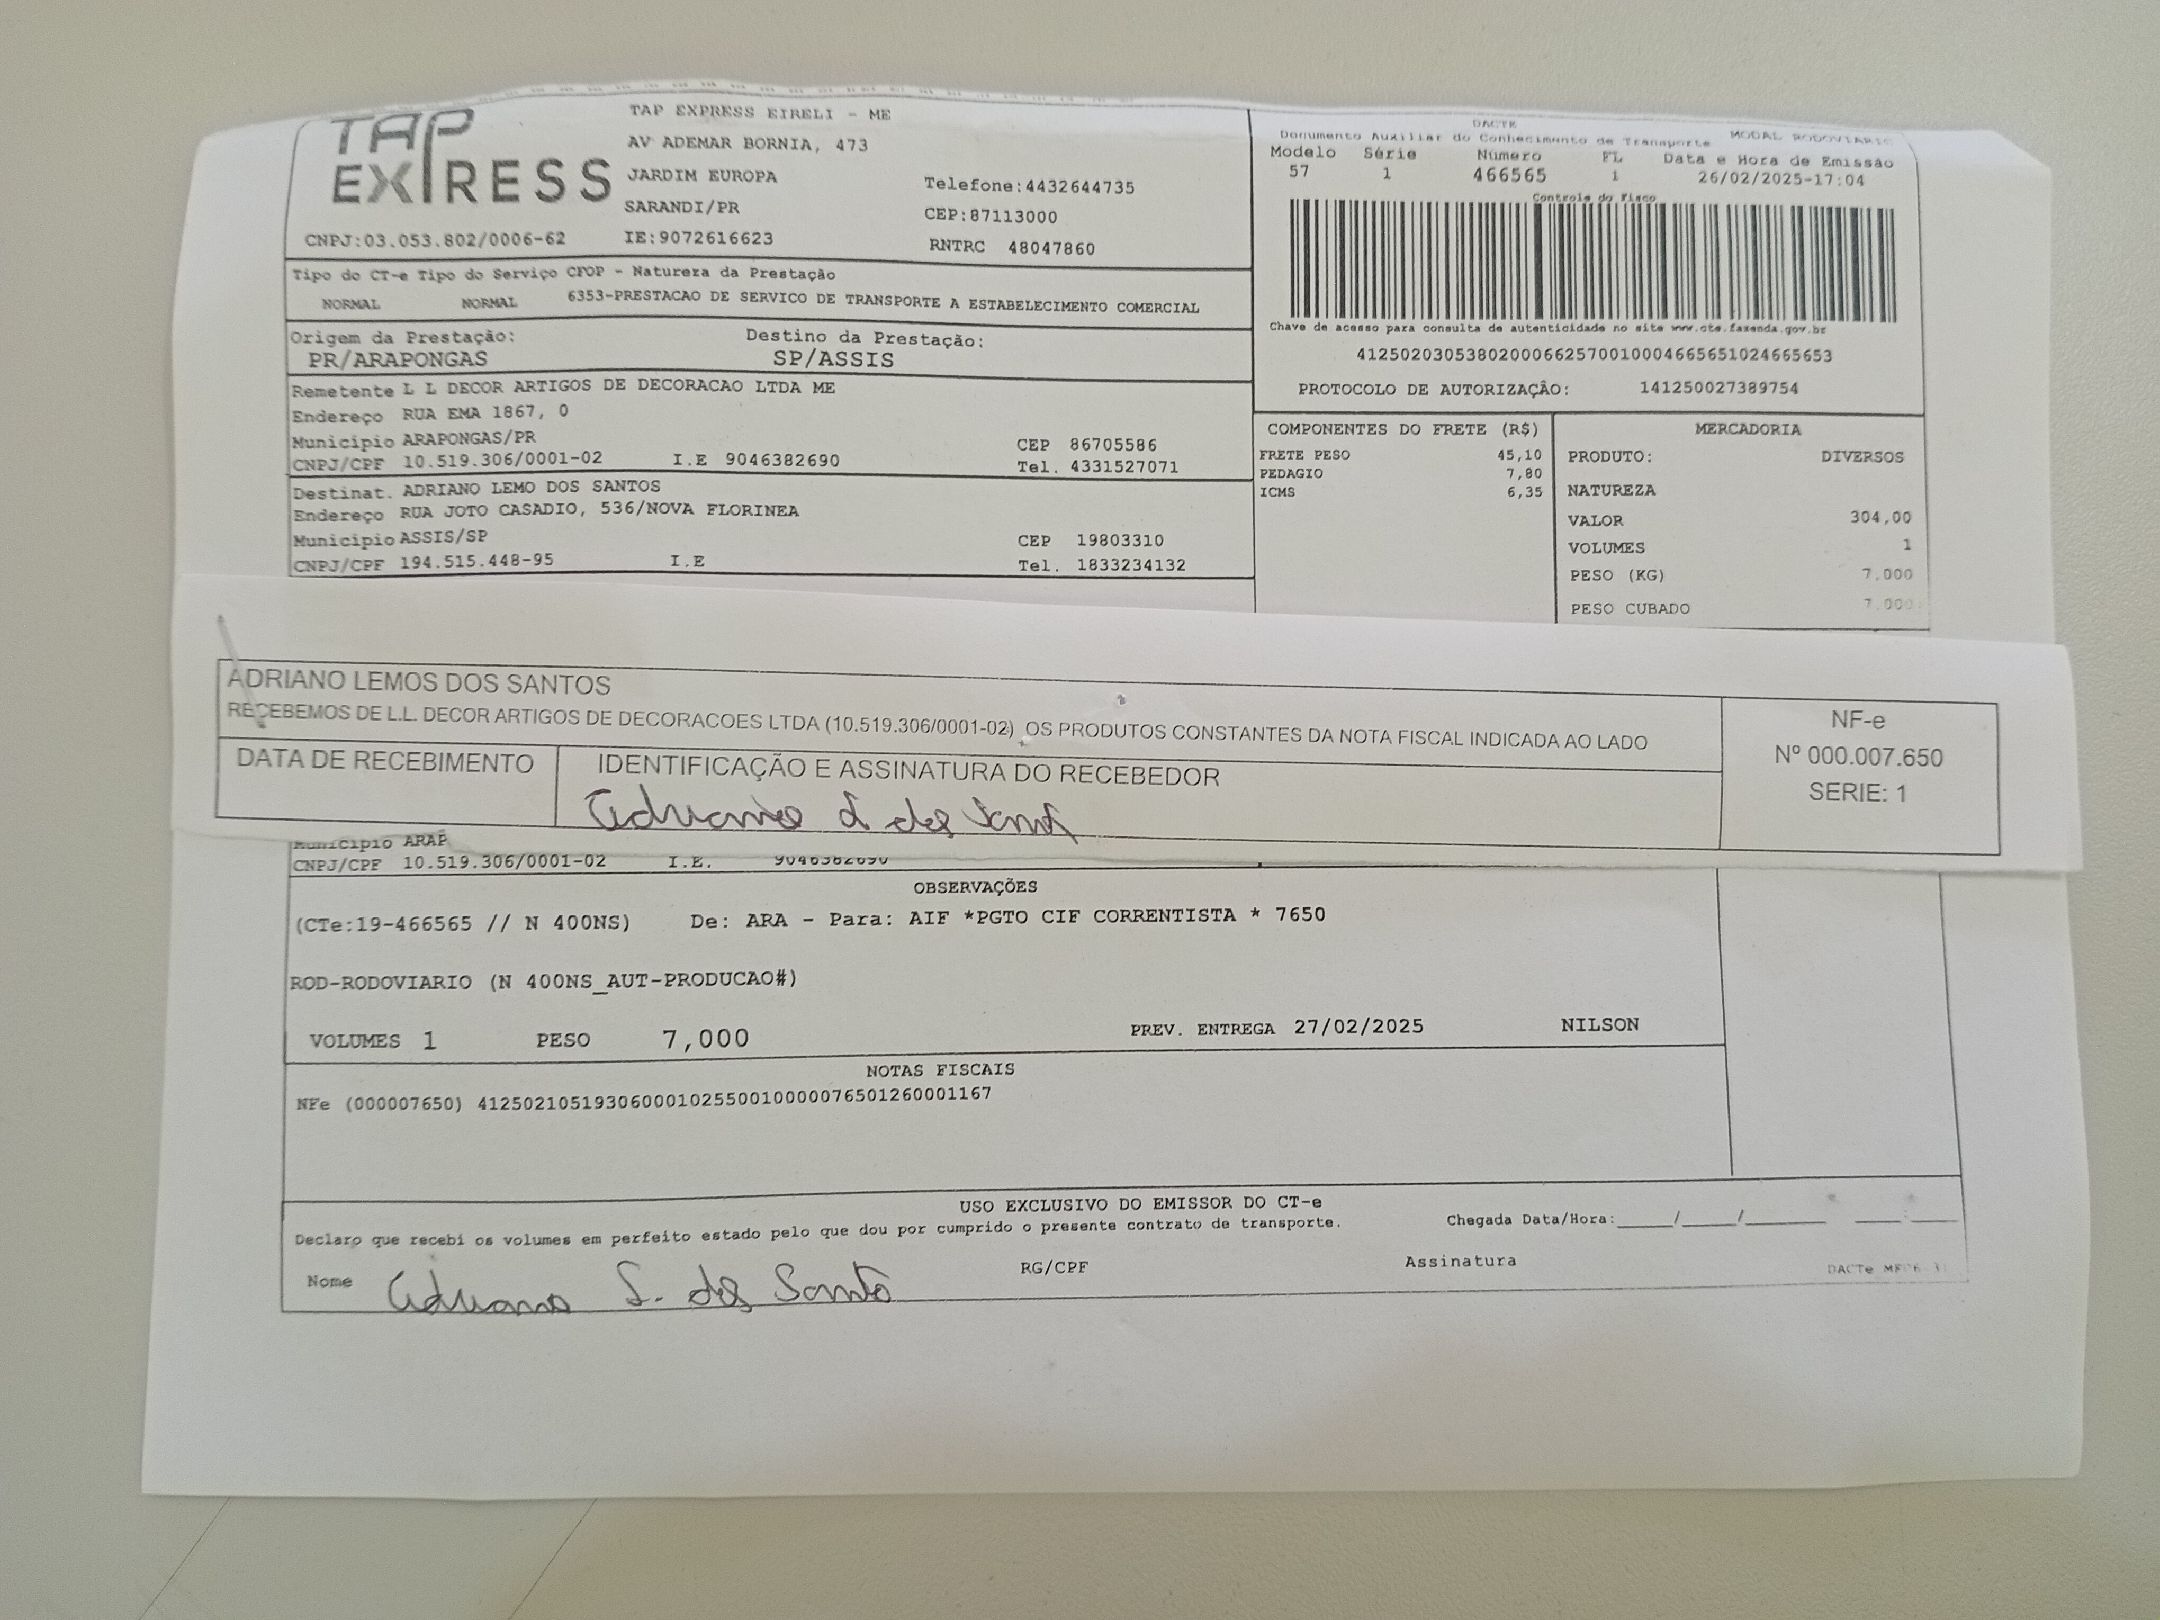 TAP EXPRESS
TAP EXPRESS EIRELI - ME
AV ADEMAR BORNIA, 473
JARDIM EUROPA
Telefone:4432644735
SARANDI/PR
CEP:87113000
CNPJ:03.053.802/0006-62
IE:9072616623
RNTRC 48047860
DACTE
Documento Auxiliar do Conhecimento de Transporte MODAL RODOVIARIO
Modelo Série Número FL Data e Hora de Emissão
57 1 466565 1 26/02/2025-17:04
Controle do Fisco
Chave de acesso para consulta de autenticidade no site www.cte.fazenda.gov.br
41250203053802000662570010004665651024665653
PROTOCOLO DE AUTORIZAÇÃO: 141250027389754
Tipo do CT-e Tipo do Serviço CFOP - Natureza da Prestação
NORMAL NORMAL 6353-PRESTACAO DE SERVICO DE TRANSPORTE A ESTABELECIMENTO COMERCIAL
Origem da Prestação: Destino da Prestação:
PR/ARAPONGAS SP/ASSIS
Remetente L L DECOR ARTIGOS DE DECORACAO LTDA ME
Endereço RUA EMA 1867, 0
Municipio ARAPONGAS/PR CEP 86705586
CNPJ/CPF 10.519.306/0001-02 I.E 9046382690 Tel. 4331527071
Destinat. ADRIANO LEMO DOS SANTOS
Endereço RUA JOTO CASADIO, 536/NOVA FLORINEA
Municipio ASSIS/SP CEP 19803310
CNPJ/CPF 194.515.448-95 I.E Tel. 1833234132
COMPONENTES DO FRETE (R$)
FRETE PESO 45,10
PEDAGIO 7,80
ICMS 6,35
MERCADORIA
PRODUTO: DIVERSOS
NATUREZA
VALOR 304,00
VOLUMES 1
PESO (KG) 7,000
PESO CUBADO 7,000
ADRIANO LEMOS DOS SANTOS
RECEBEMOS DE L.L. DECOR ARTIGOS DE DECORACOES LTDA (10.519.306/0001-02) OS PRODUTOS CONSTANTES DA NOTA FISCAL INDICADA AO LADO
DATA DE RECEBIMENTO
IDENTIFICAÇÃO E ASSINATURA DO RECEBEDOR
NF-e
Nº 000.007.650
SERIE: 1
Municipio ARAP
CNPJ/CPF 10.519.306/0001-02 I.E. 9046382690
OBSERVAÇÕES
(CTe:19-466565 // N 400NS) De: ARA - Para: AIF *PGTO CIF CORRENTISTA * 7650
ROD-RODOVIARIO (N 400NS_AUT-PRODUCAO#)
VOLUMES 1 PESO 7,000 PREV. ENTREGA 27/02/2025 NILSON
NOTAS FISCAIS
NFe (000007650) 41250210519306000102550010000076501260001167
USO EXCLUSIVO DO EMISSOR DO CT-e
Declaro que recebi os volumes em perfeito estado pelo que dou por cumprido o presente contrato de transporte. Chegada Data/Hora:____/____/______ ___:___
Nome Adriano S. dos Santos RG/CPF Assinatura
DACTe